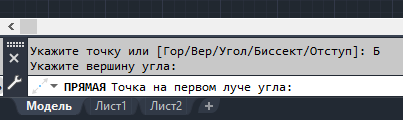 Укажите точку или [Гор/Вер/Угол/Биссект/Отступ]: Б
Укажите вершину угла:
ПРЯМАЯ Точка на первом луче угла:
Модель Лист1 Лист2 +